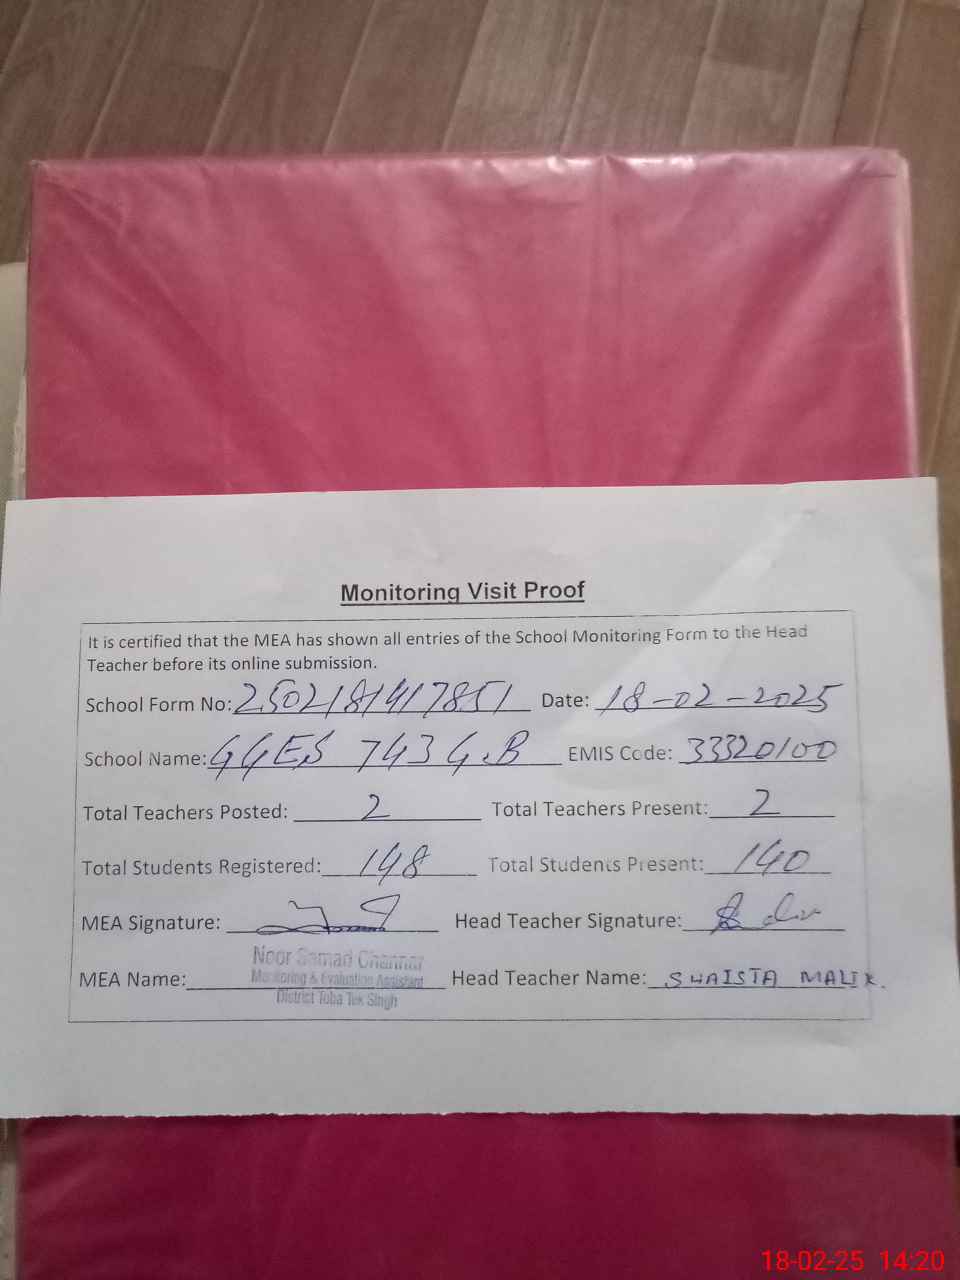 Monitoring Visit Proof
It is certified that the MEA has shown all entries of the School Monitoring Form to the Head
Teacher before its online submission.
School Form No: 2502181417851 Date: 18-02-2025
School Name: GGES 743 G.B EMIS Code: 33320100
Total Teachers Posted: 2 Total Teachers Present: 2
Total Students Registered: 148 Total Students Present: 140
MEA Signature: Head Teacher Signature:
Noor Samad Channar
MEA Name: Monitoring & Evaluation Assistant Head Teacher Name: SHAISTA MALIK.
District Toba Tek Singh
18-02-25 14:20